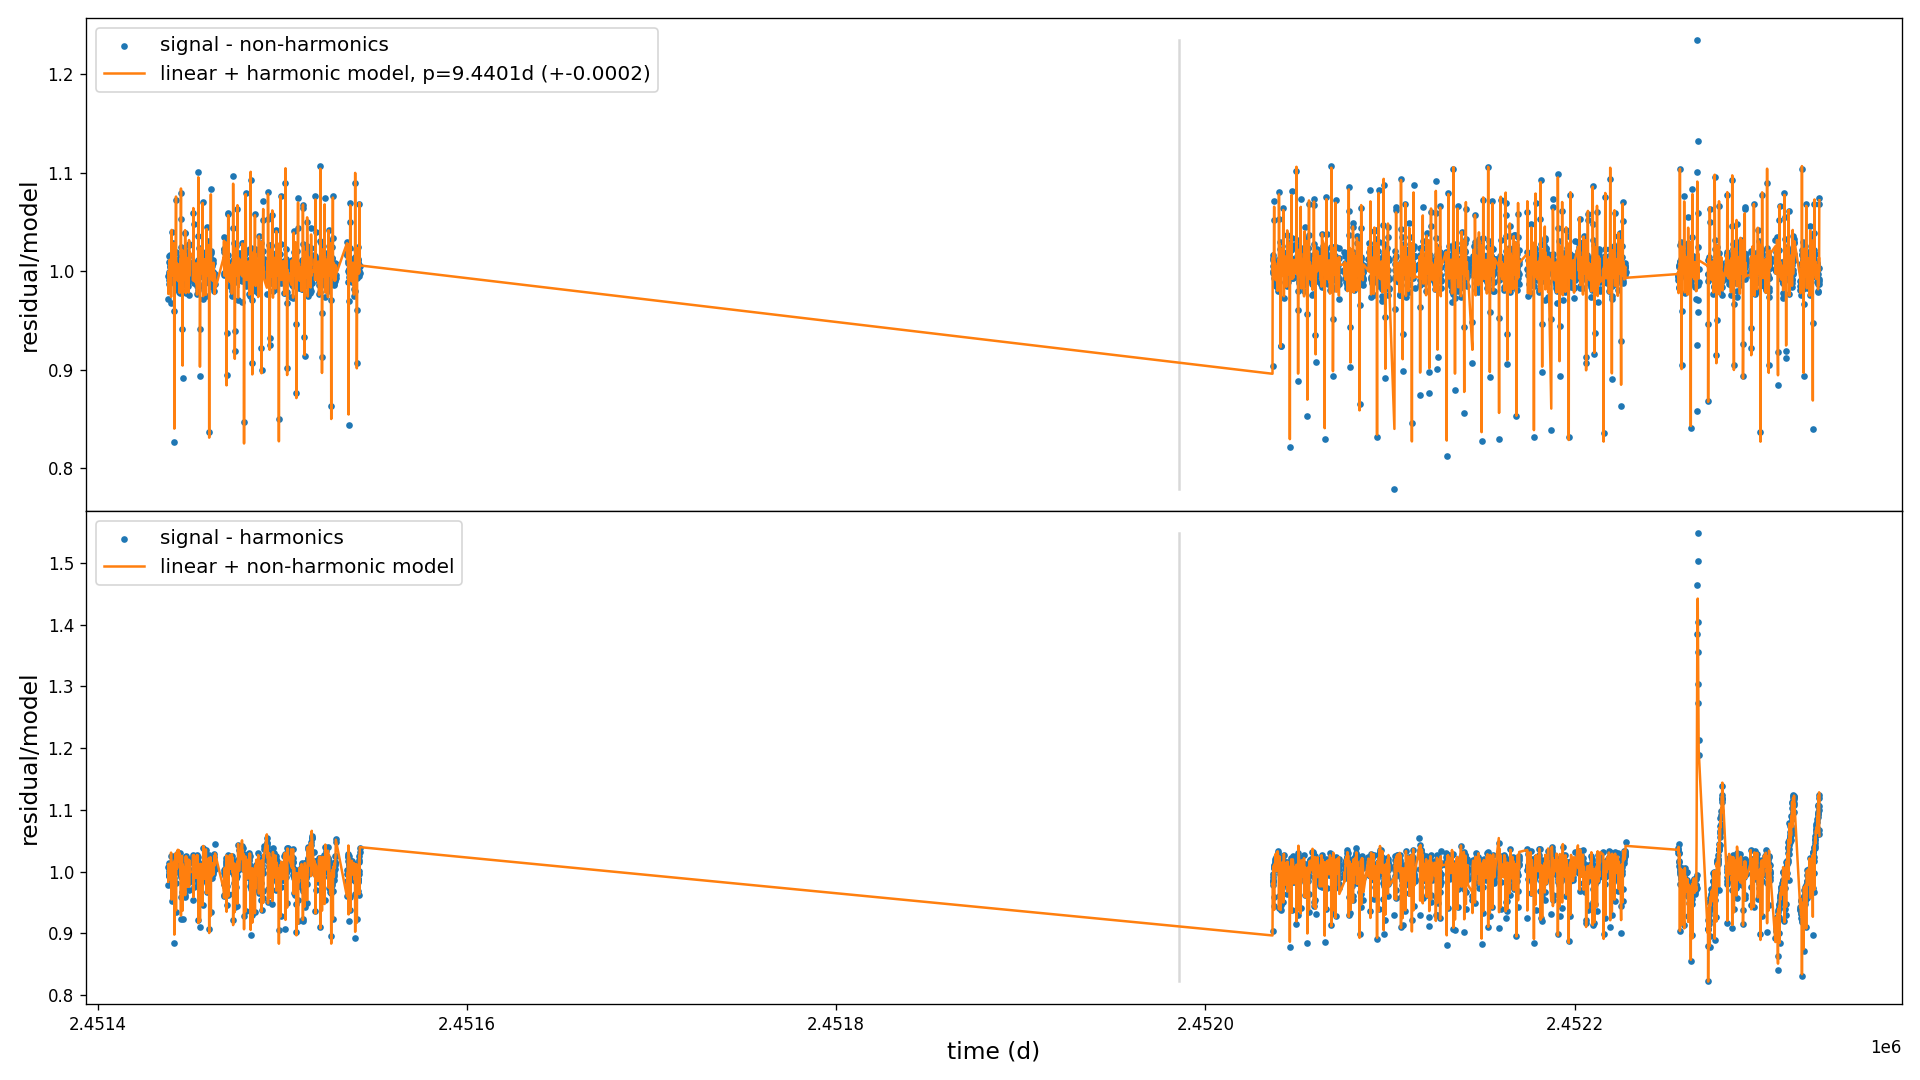 signal - non-harmonics
linear + harmonic model, p=9.4401d (+-0.0002)
1.2
1.1
1.0
0.9
0.8
residual/model
signal - harmonics
linear + non-harmonic model
1.5
1.4
1.3
1.2
1.1
1.0
0.9
0.8
residual/model
2.4514
2.4516
2.4518
2.4520
2.4522
1e6
time (d)